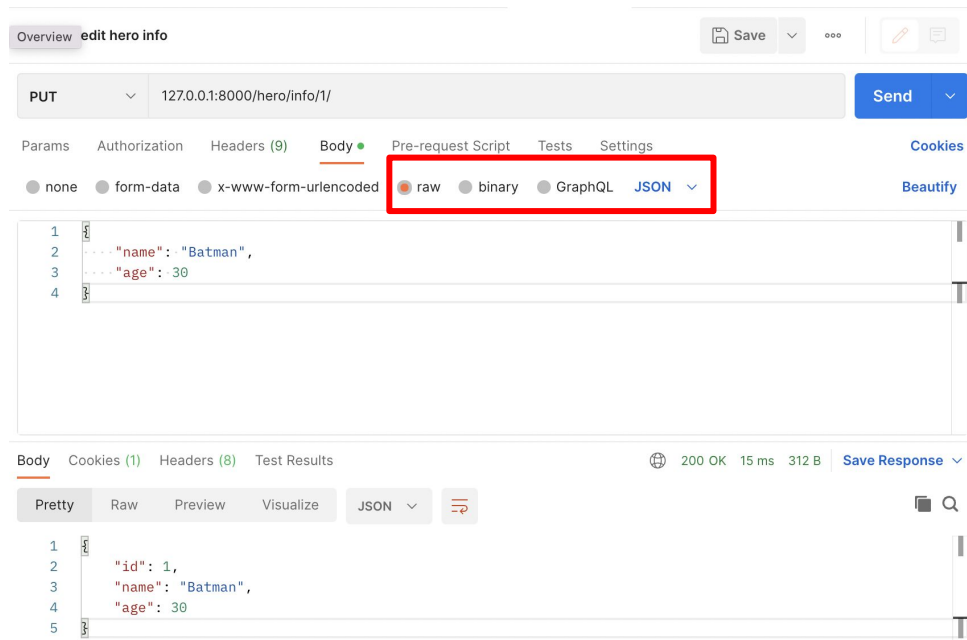 Overview edit hero info Save
PUT 127.0.0.1:8000/hero/info/1/ Send
Params Authorization Headers (9) Body Pre-request Script Tests Settings Cookies
none form-data x-www-form-urlencoded raw binary GraphQL JSON Beautify
1 {
2 "name": "Batman",
3 "age": 30
4 }
Body Cookies (1) Headers (8) Test Results 200 OK 15 ms 312 B Save Response
Pretty Raw Preview Visualize JSON
1 {
2 "id": 1,
3 "name": "Batman",
4 "age": 30
5 }